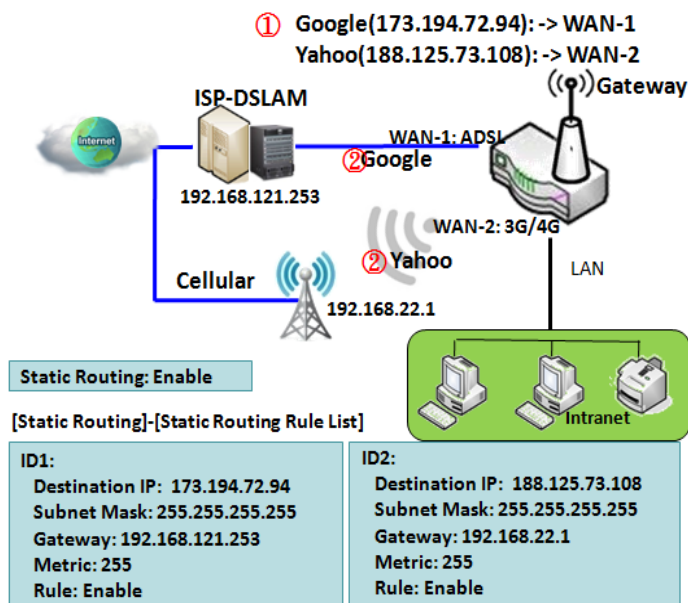 ① Google(173.194.72.94): -> WAN-1
Yahoo(188.125.73.108): -> WAN-2
Gateway
ISP-DSLAM
Internet
WAN-1: ADSL
②Google
192.168.121.253
WAN-2: 3G/4G
② Yahoo
LAN
Cellular
192.168.22.1
Static Routing: Enable
Intranet
[Static Routing]-[Static Routing Rule List]
ID1:
Destination IP: 173.194.72.94
Subnet Mask: 255.255.255.255
Gateway: 192.168.121.253
Metric: 255
Rule: Enable
ID2:
Destination IP: 188.125.73.108
Subnet Mask: 255.255.255.255
Gateway: 192.168.22.1
Metric: 255
Rule: Enable